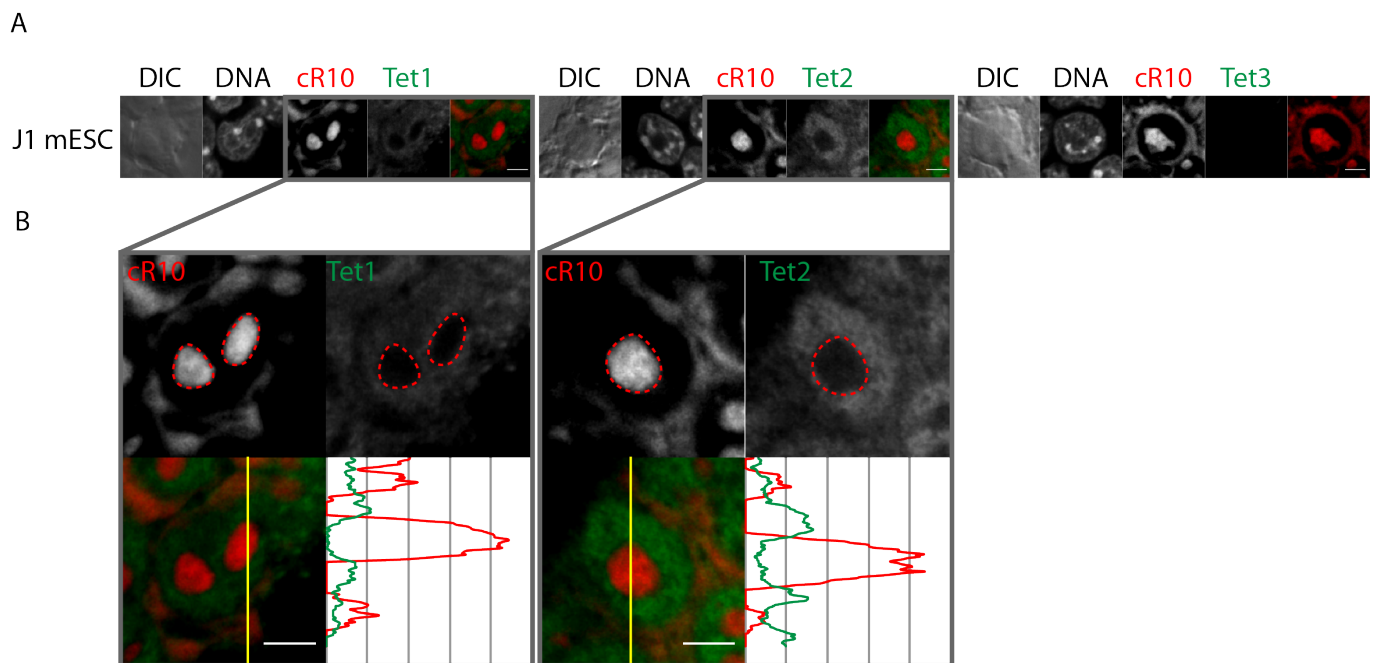 A
DIC DNA cR10 Tet1 DIC DNA cR10 Tet2 DIC DNA cR10 Tet3
J1 mESC
B
cR10 Tet1 cR10 Tet2